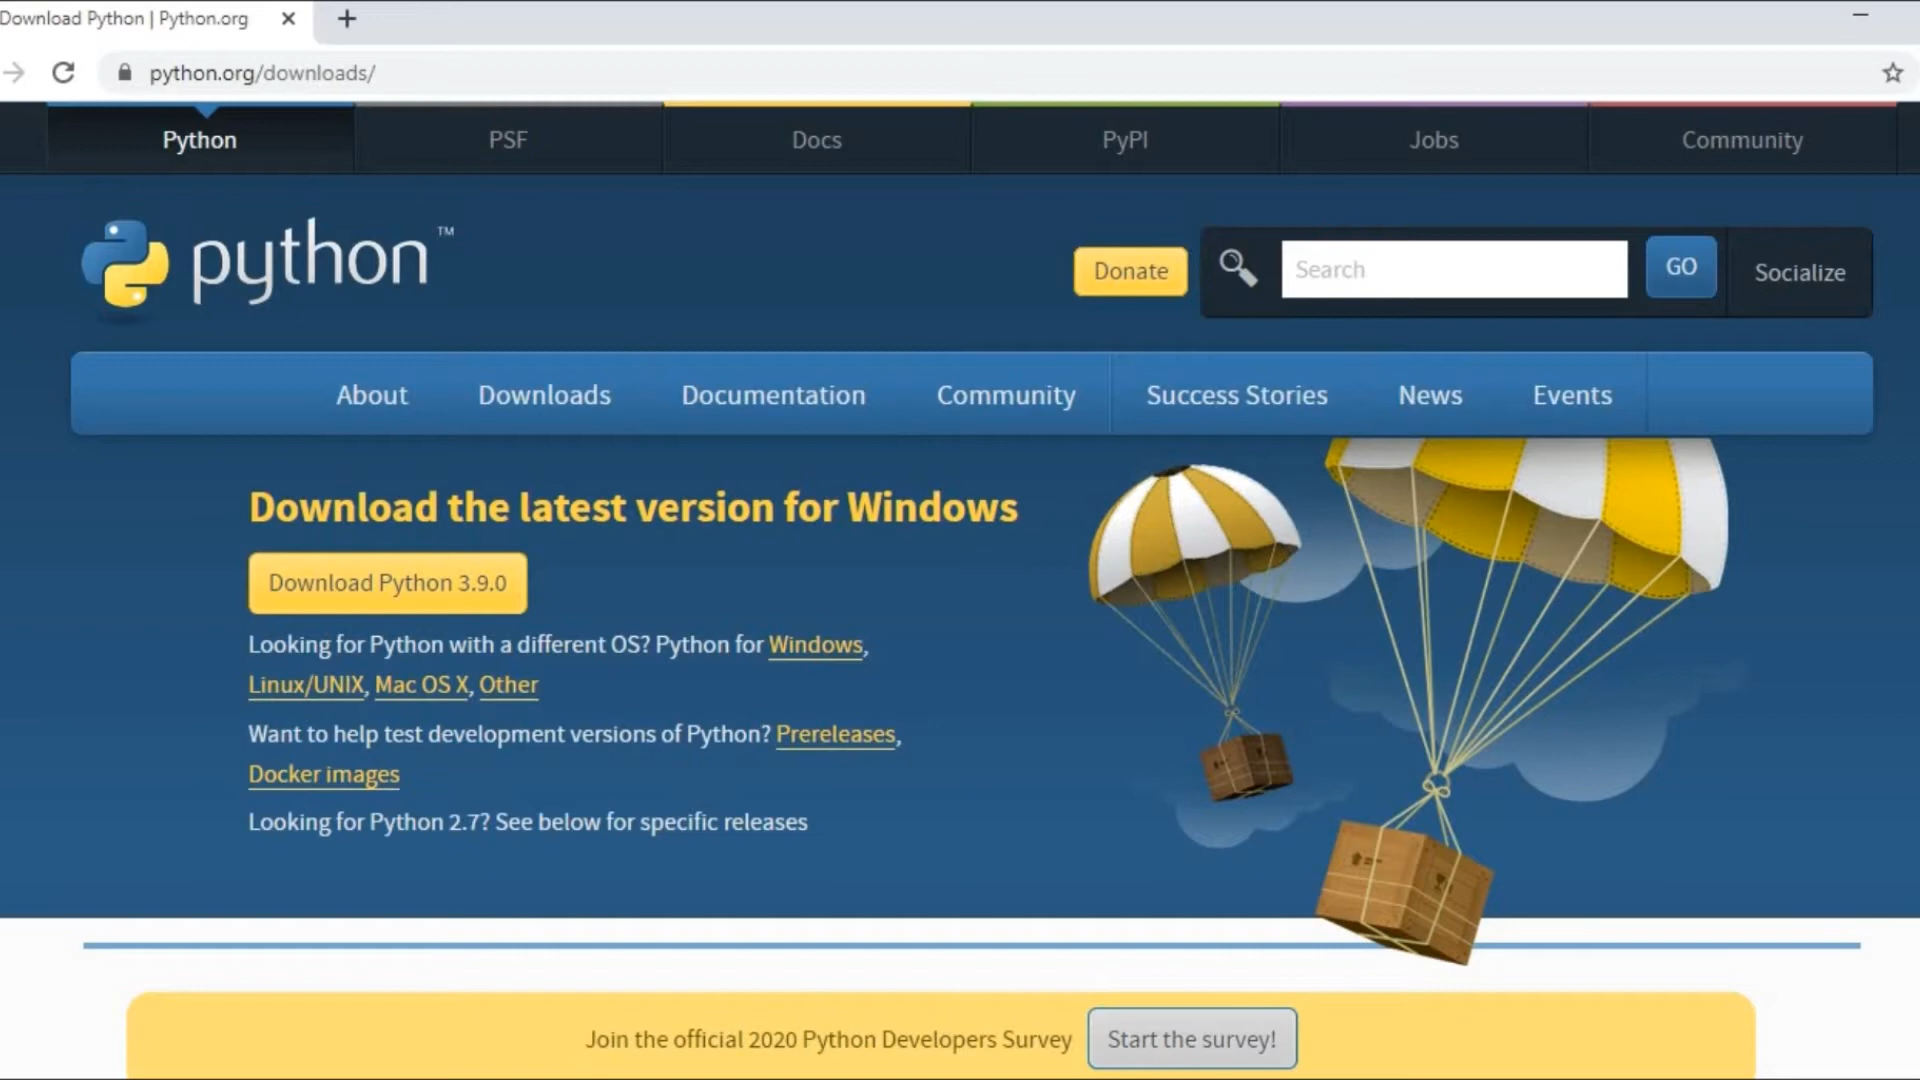 Download Python | Python.org
python.org/downloads/
Python
PSF
Docs
PyPI
Jobs
Community
python™
Donate
Search
GO
Socialize
About
Downloads
Documentation
Community
Success Stories
News
Events
Download the latest version for Windows
Download Python 3.9.0
Looking for Python with a different OS? Python for Windows,
Linux/UNIX, Mac OS X, Other
Want to help test development versions of Python? Prereleases,
Docker images
Looking for Python 2.7? See below for specific releases
Join the official 2020 Python Developers Survey
Start the survey!